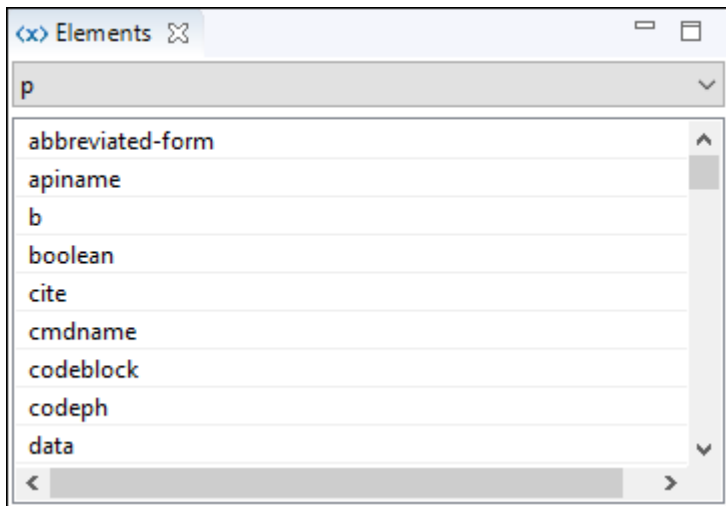 <x> Elements
p
abbreviated-form
apiname
b
boolean
cite
cmdname
codeblock
codeph
data